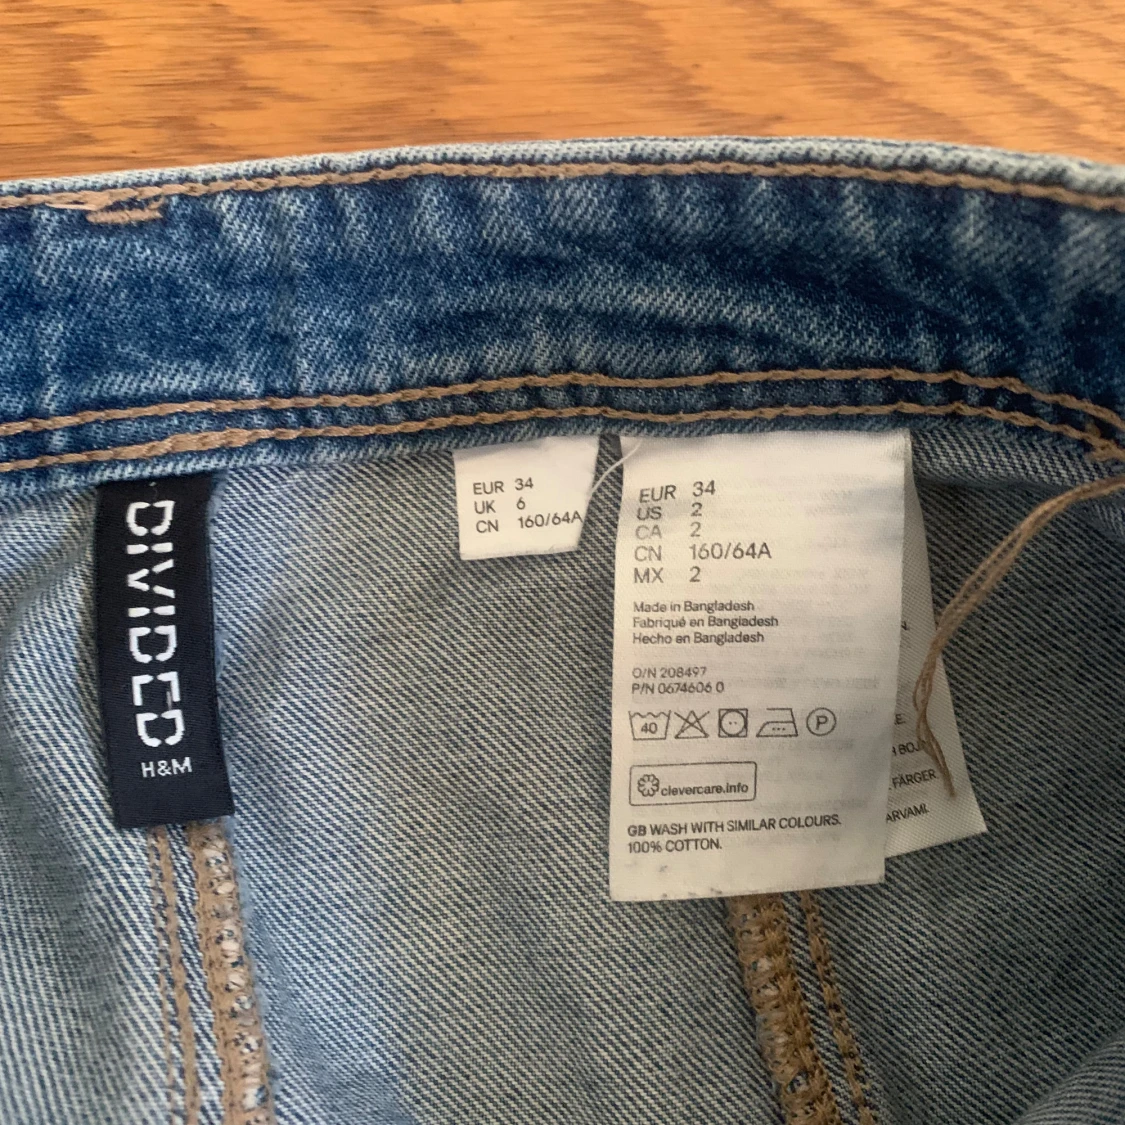 DIVIDED
H&M
EUR 34
UK 6
CN 160/64A
EUR 34
US 2
CA 2
CN 160/64A
MX 2
Made in Bangladesh
Fabriqué en Bangladesh
Hecho en Bangladesh
O/N 208497
P/N 0674606 0
40
P
clevercare.info
GB WASH WITH SIMILAR COLOURS.
100% COTTON.
FÄRGER